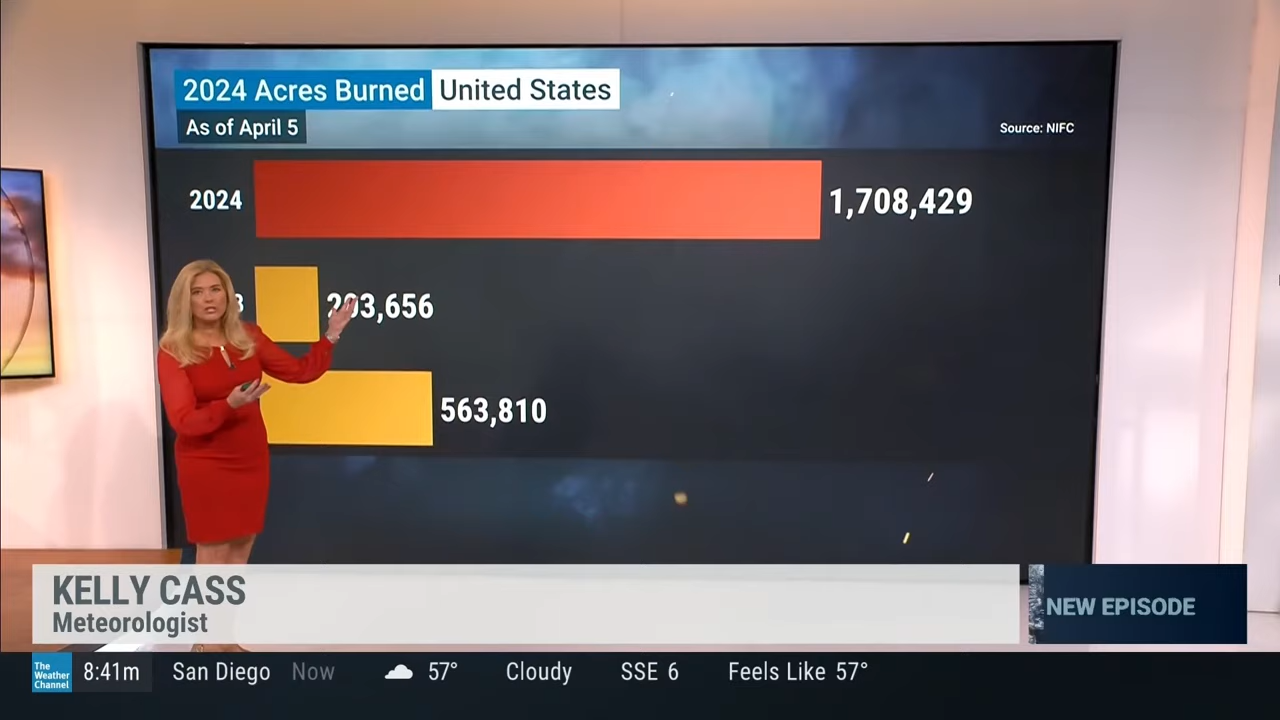 2024 Acres Burned United States
As of April 5
Source: NIFC
2024 1,708,429
3 203,656
563,810
KELLY CASS
Meteorologist
NEW EPISODE
The Weather Channel 8:41m San Diego Now 57° Cloudy SSE 6 Feels Like 57°